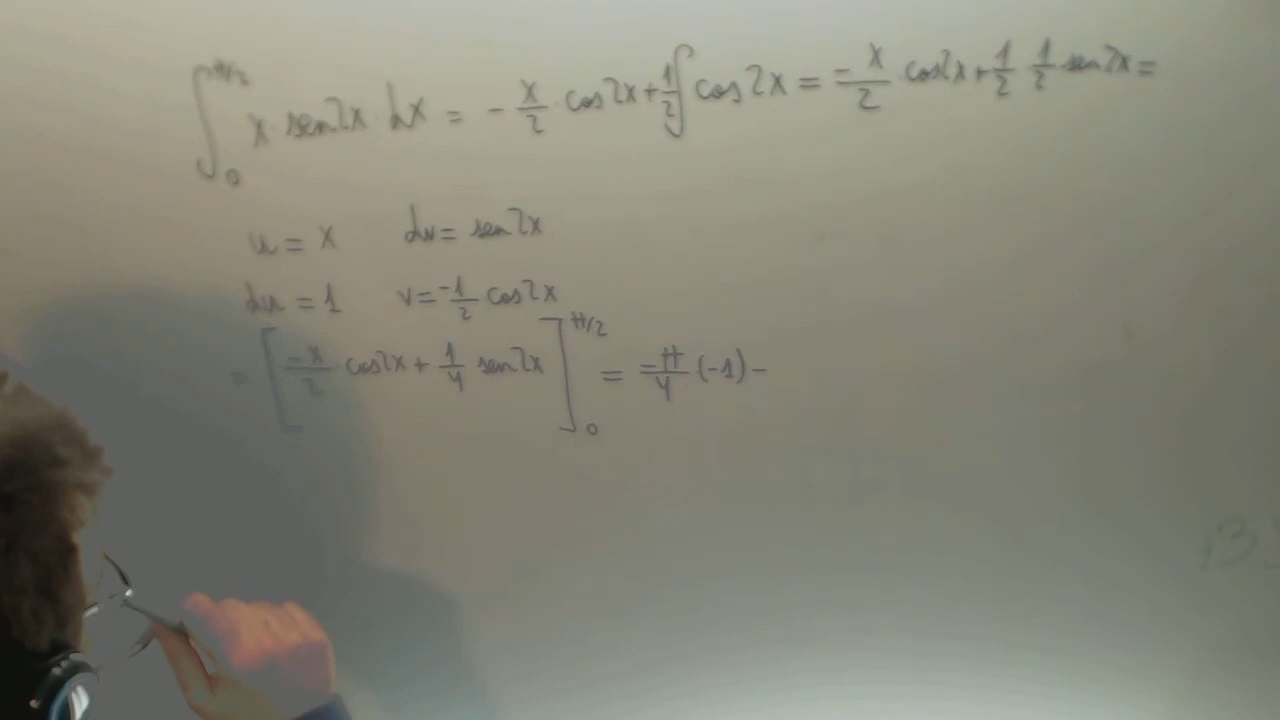 ∫₀^π/2 x sen2x dx = - x/2 cos2x + 1/2 ∫ cos2x = -x/2 cos2x + 1/2 1/2 sen2x =
u = x dv = sen2x
du = 1 v = -1/2 cos2x
= [ -x/2 cos2x + 1/4 sen2x ]₀^π/2 = -π/4 (-1) -